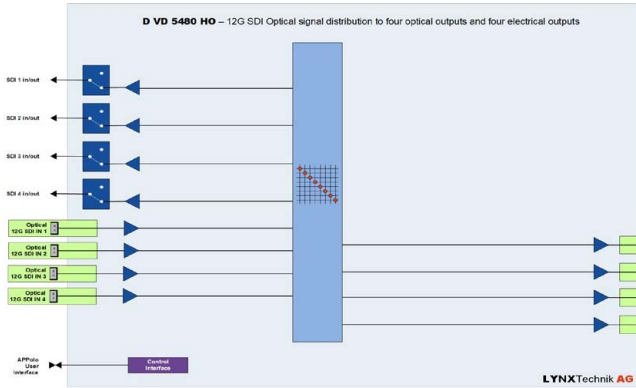 D VD 5480 HO – 12G SDI Optical signal distribution to four optical outputs and four electrical outputs
SDI 1 in/out
SDI 2 in/out
SDI 3 in/out
SDI 4 in/out
Optical
12G SDI IN 1
Optical
12G SDI IN 2
Optical
12G SDI IN 3
Optical
12G SDI IN 4
APPolo
User
Interface
Control
Interface
LYNXTechnik AG